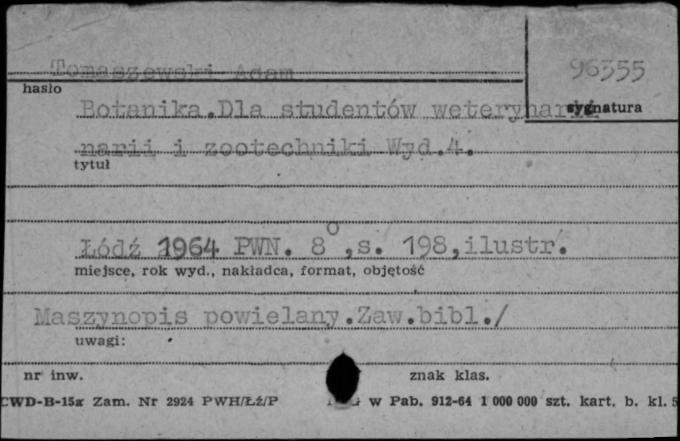 Tomaszewski Adam
96355
hasło
Botanika.Dla studentów weterynarii
sygnatura
narii i zootechniki Wyd.4.
tytuł
Łódź 1964 PWN. 8°,s. 198,ilustr.
miejsce, rok wyd., nakładca, format, objętość
Maszynopis powielany.Zaw.bibl./
uwagi:
nr inw.
znak klas.
CWD-B-15a Zam. Nr 2924 PWH/Łź/P
w Pab. 912-64 1 000 000 szt. kart. b. kl. 5